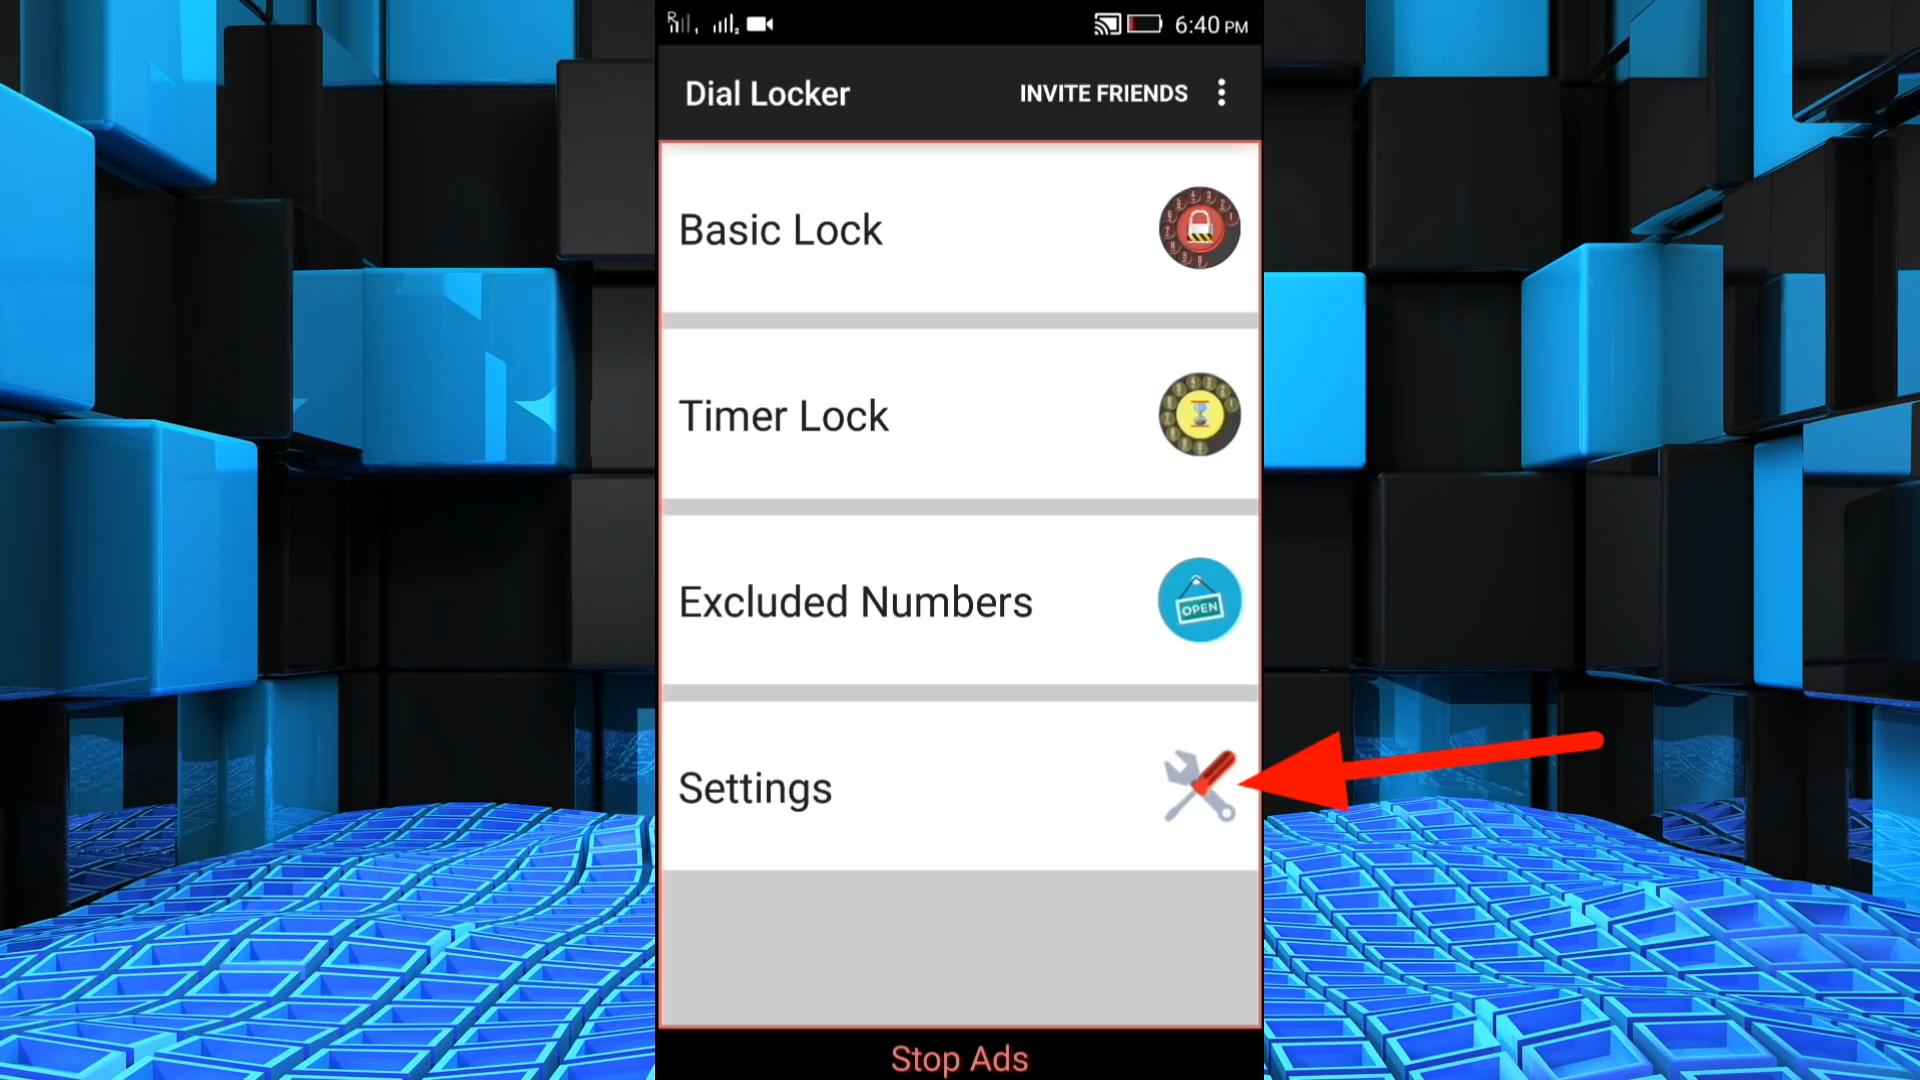 6:40 PM
Dial Locker
INVITE FRIENDS
Basic Lock
Timer Lock
Excluded Numbers
OPEN
Settings
Stop Ads